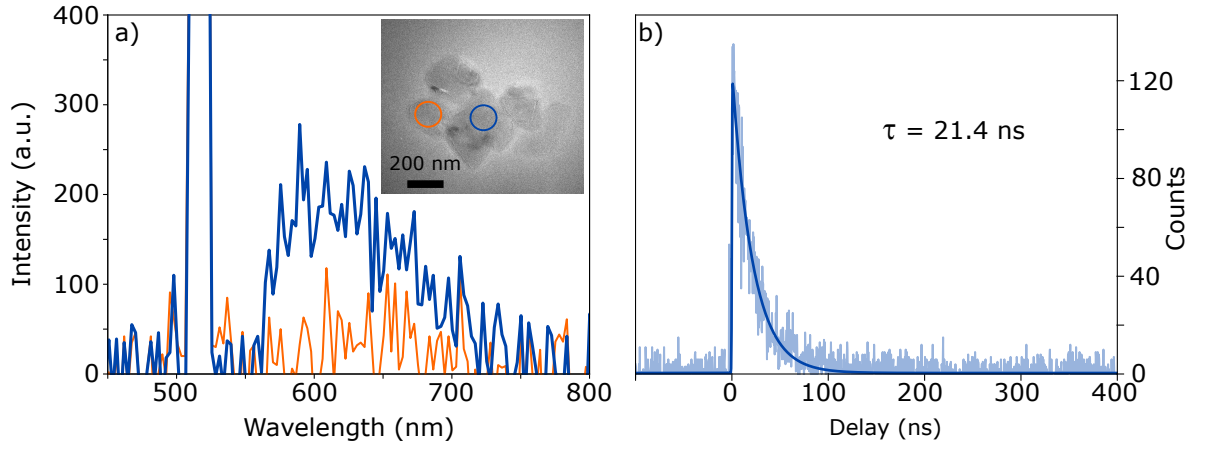 a)
400
300
200
100
0
Intensity (a.u.)
500
600
700
800
Wavelength (nm)
200 nm
b)
τ = 21.4 ns
120
80
40
0
Counts
0
100
200
300
400
Delay (ns)